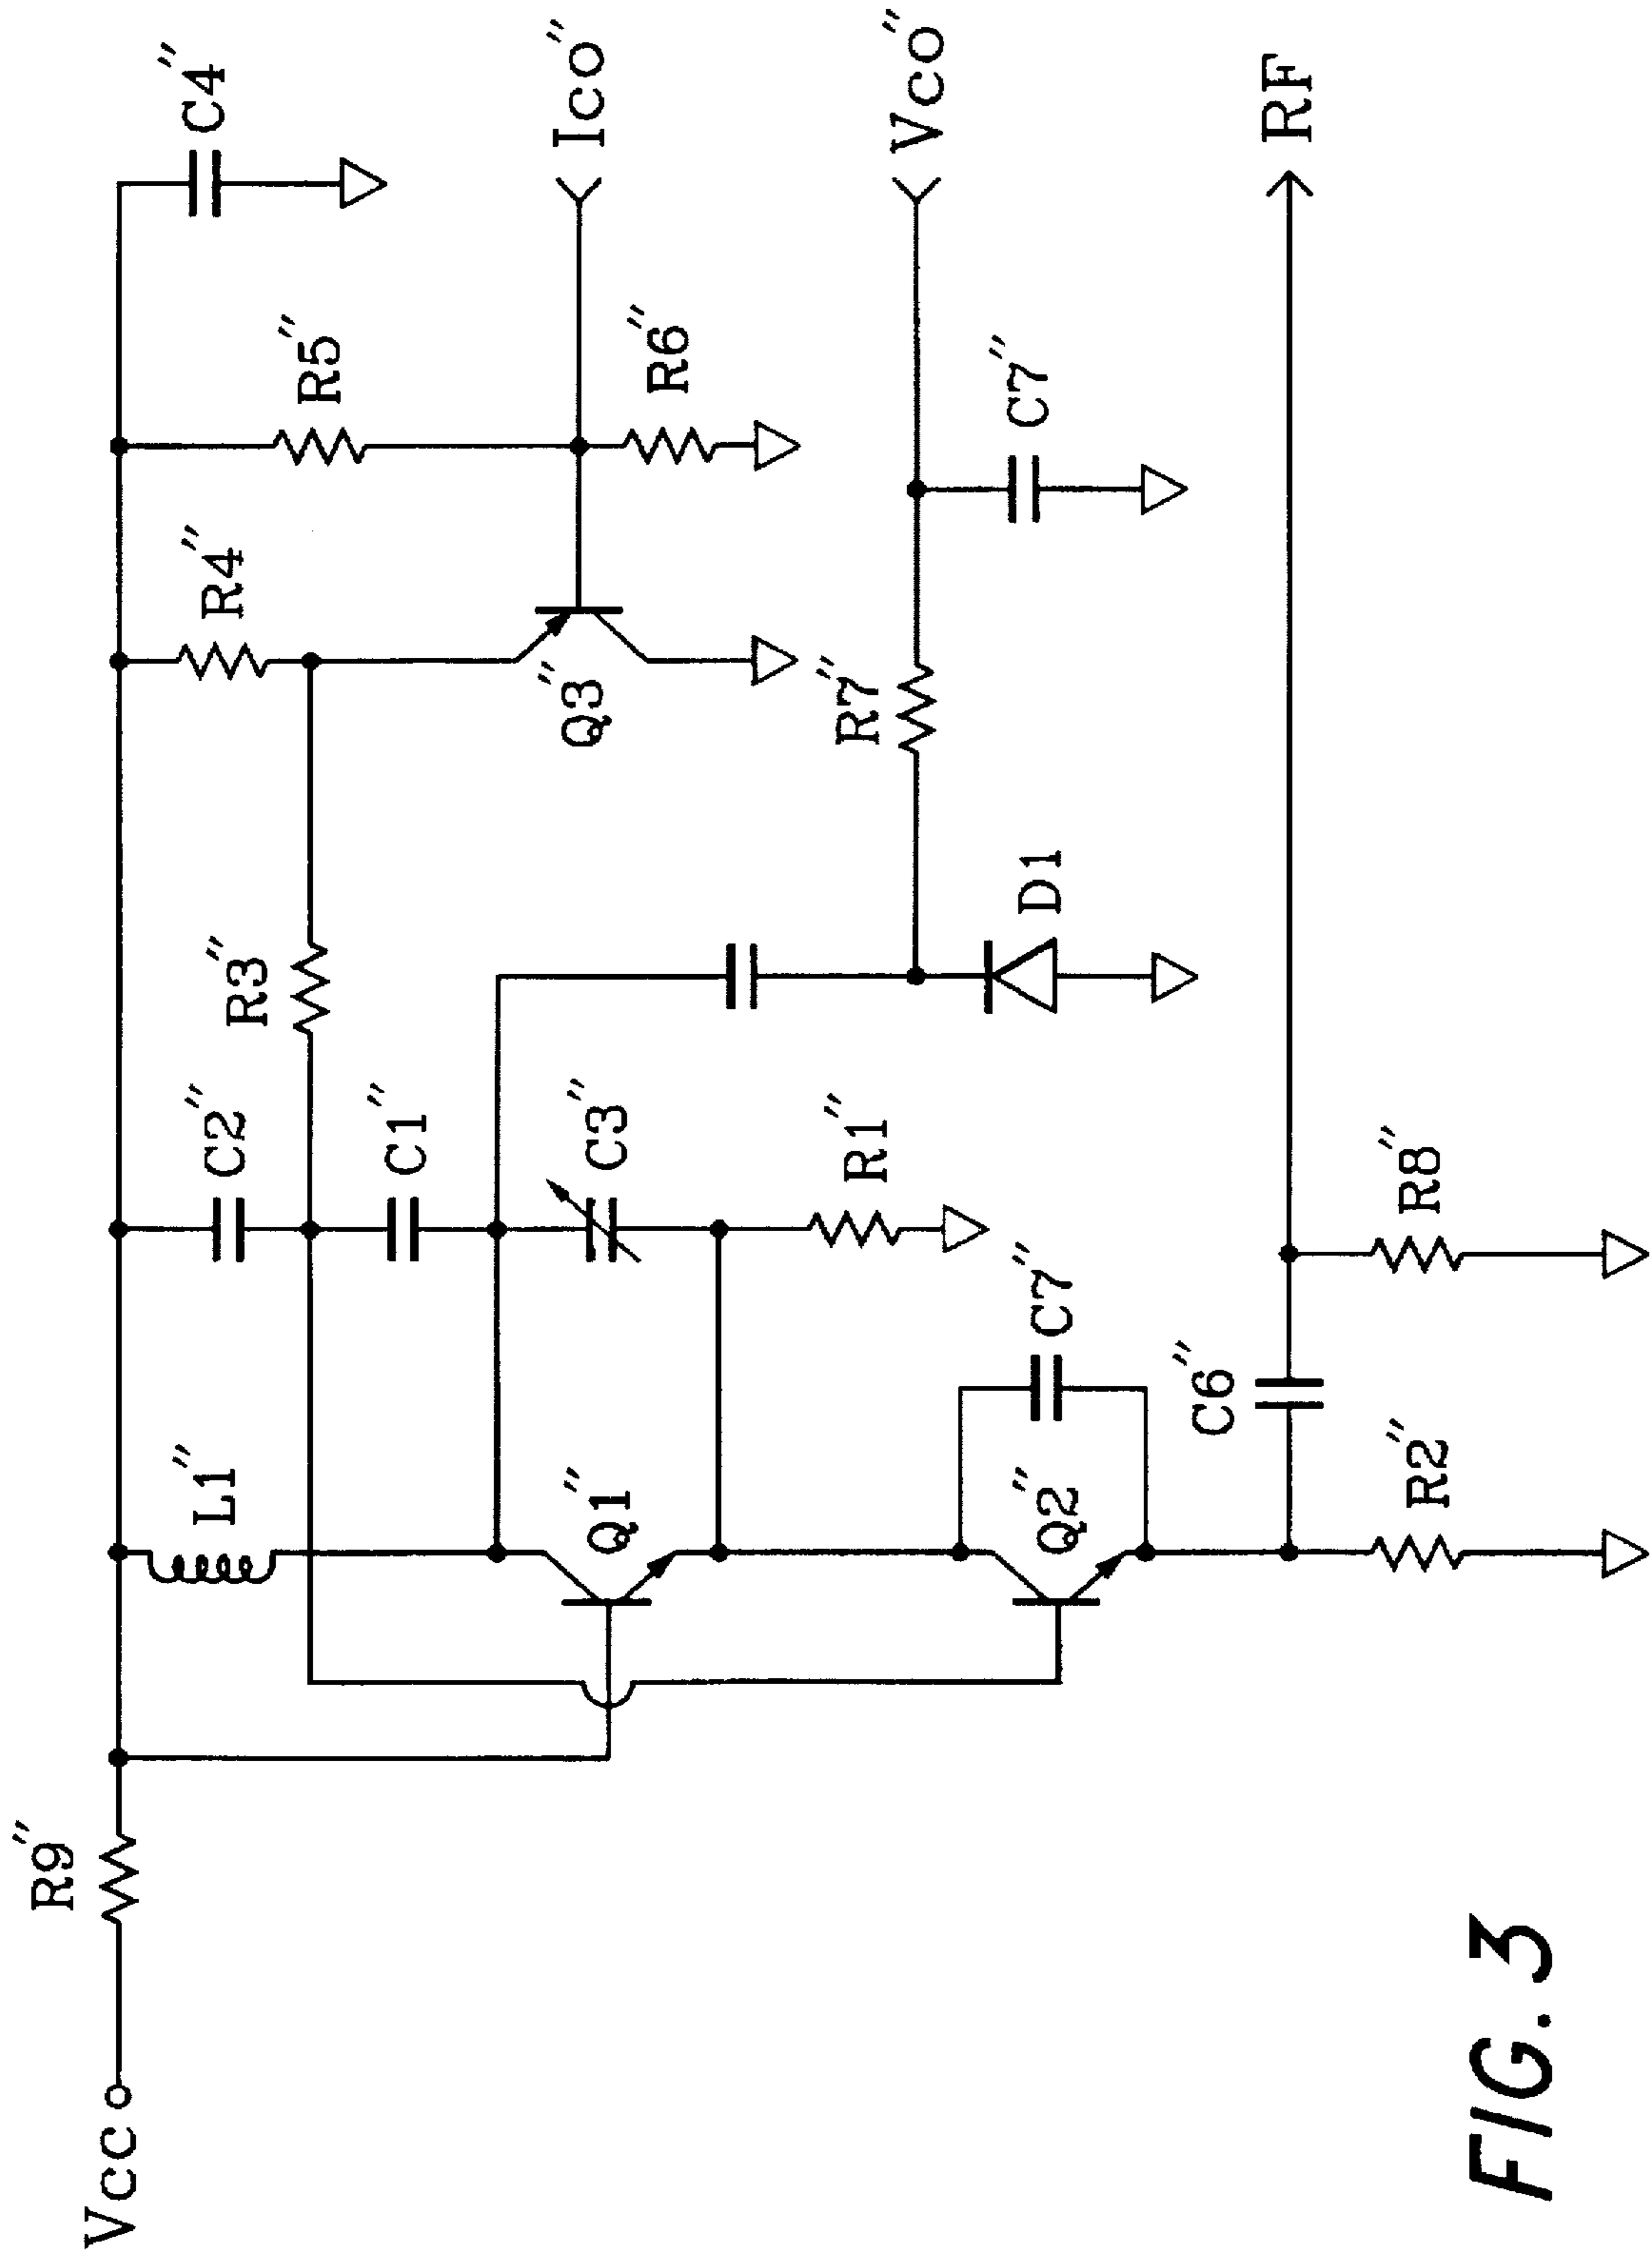 Vcc
R9"
L1"
C2"
R3"
R4"
R5"
C4"
C1"
Q1"
C3"
Q3"
Ico"
R6"
R1"
R7"
Vco"
Q2"
C7"
D1
C7"
C6"
RF
R2"
R8"
FIG. 3